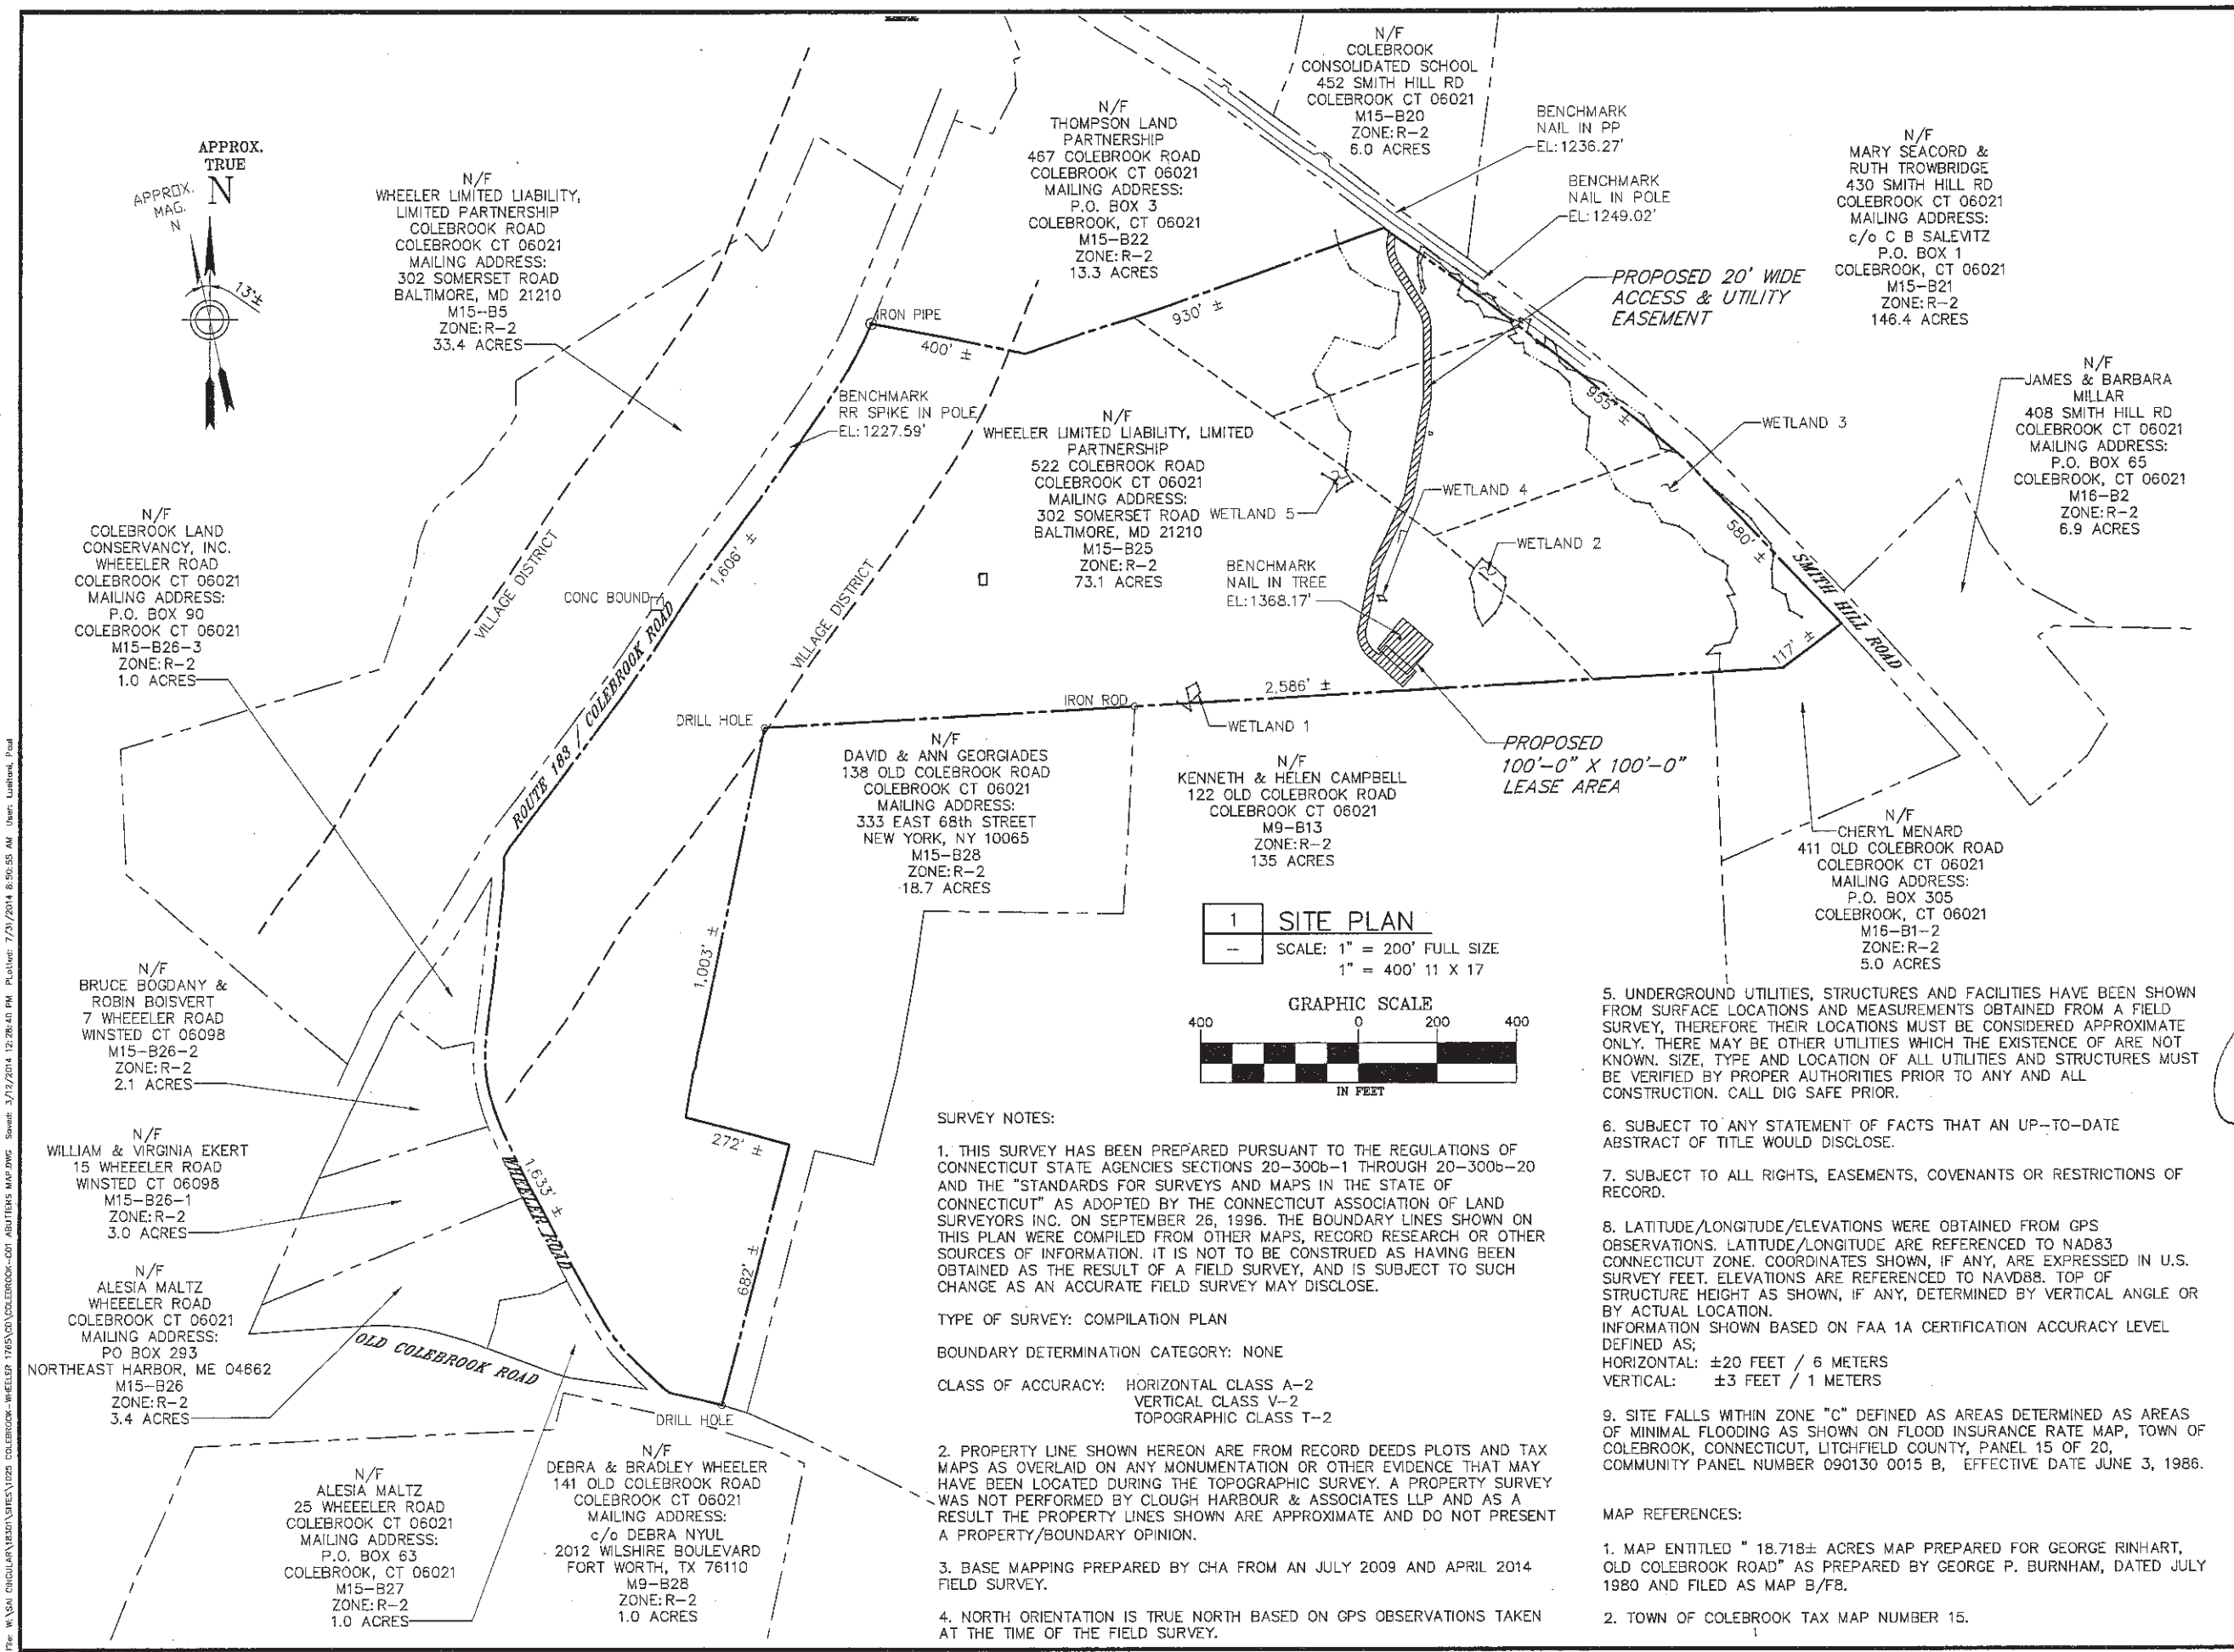 APPROX.
TRUE
N
APPROX.
MAG.
N
13°±
N/F
WHEELER LIMITED LIABILITY,
LIMITED PARTNERSHIP
COLEBROOK ROAD
COLEBROOK CT 06021
MAILING ADDRESS:
302 SOMERSET ROAD
BALTIMORE, MD 21210
M15-B5
ZONE: R-2
33.4 ACRES
N/F
THOMPSON LAND
PARTNERSHIP
467 COLEBROOK ROAD
COLEBROOK CT 06021
MAILING ADDRESS:
P.O. BOX 3
COLEBROOK, CT 06021
M15-B22
ZONE: R-2
13.3 ACRES
N/F
COLEBROOK
CONSOLIDATED SCHOOL
452 SMITH HILL RD
COLEBROOK CT 06021
M15-B20
ZONE: R-2
6.0 ACRES
BENCHMARK
NAIL IN PP
EL: 1236.27'
BENCHMARK
NAIL IN POLE
EL: 1249.02'
PROPOSED 20' WIDE
ACCESS & UTILITY
EASEMENT
N/F
MARY SEACORD &
RUTH TROWBRIDGE
430 SMITH HILL RD
COLEBROOK CT 06021
MAILING ADDRESS:
c/o C B SALEVITZ
P.O. BOX 1
COLEBROOK, CT 06021
M15-B21
ZONE: R-2
146.4 ACRES
N/F
JAMES & BARBARA
MILLAR
408 SMITH HILL RD
COLEBROOK CT 06021
MAILING ADDRESS:
P.O. BOX 65
COLEBROOK, CT 06021
M16-B2
ZONE: R-2
6.9 ACRES
IRON PIPE
400' ±
930' ±
955' ±
580' ±
117' ±
SMITH HILL ROAD
BENCHMARK
RR SPIKE IN POLE
EL: 1227.59'
N/F
WHEELER LIMITED LIABILITY, LIMITED
PARTNERSHIP
522 COLEBROOK ROAD
COLEBROOK CT 06021
MAILING ADDRESS:
302 SOMERSET ROAD
BALTIMORE, MD 21210
M15-B25
ZONE: R-2
73.1 ACRES
WETLAND 5
WETLAND 4
WETLAND 3
WETLAND 2
BENCHMARK
NAIL IN TREE
EL: 1368.17'
N/F
COLEBROOK LAND
CONSERVANCY, INC.
WHEEELER ROAD
COLEBROOK CT 06021
MAILING ADDRESS:
P.O. BOX 90
COLEBROOK CT 06021
M15-B26-3
ZONE: R-2
1.0 ACRES
VILLAGE DISTRICT
CONC BOUND
1,606' ±
VILLAGE DISTRICT
ROUTE 183 / COLEBROOK ROAD
DRILL HOLE
IRON ROD
2,586' ±
WETLAND 1
PROPOSED
100'-0" X 100'-0"
LEASE AREA
N/F
DAVID & ANN GEORGIADES
138 OLD COLEBROOK ROAD
COLEBROOK CT 06021
MAILING ADDRESS:
333 EAST 68th STREET
NEW YORK, NY 10065
M15-B28
ZONE: R-2
18.7 ACRES
N/F
KENNETH & HELEN CAMPBELL
122 OLD COLEBROOK ROAD
COLEBROOK CT 06021
M9-B13
ZONE: R-2
135 ACRES
N/F
CHERYL MENARD
411 OLD COLEBROOK ROAD
COLEBROOK CT 06021
MAILING ADDRESS:
P.O. BOX 305
COLEBROOK, CT 06021
M16-B1-2
ZONE: R-2
5.0 ACRES
1,003' ±
272' ±
682' ±
1,633' ±
WHEELER ROAD
OLD COLEBROOK ROAD
DRILL HOLE
N/F
BRUCE BOGDANY &
ROBIN BOISVERT
7 WHEEELER ROAD
WINSTED CT 06098
M15-B26-2
ZONE: R-2
2.1 ACRES
N/F
WILLIAM & VIRGINIA EKERT
15 WHEEELER ROAD
WINSTED CT 06098
M15-B26-1
ZONE: R-2
3.0 ACRES
N/F
ALESIA MALTZ
WHEEELER ROAD
COLEBROOK CT 06021
MAILING ADDRESS:
PO BOX 293
NORTHEAST HARBOR, ME 04662
M15-B26
ZONE: R-2
3.4 ACRES
N/F
ALESIA MALTZ
25 WHEEELER ROAD
COLEBROOK CT 06021
MAILING ADDRESS:
P.O. BOX 63
COLEBROOK, CT 06021
M15-B27
ZONE: R-2
1.0 ACRES
N/F
DEBRA & BRADLEY WHEELER
141 OLD COLEBROOK ROAD
COLEBROOK CT 06021
MAILING ADDRESS:
c/o DEBRA NYUL
2012 WILSHIRE BOULEVARD
FORT WORTH, TX 76110
M9-B28
ZONE: R-2
1.0 ACRES
1 SITE PLAN
SCALE: 1" = 200' FULL SIZE
1" = 400' 11 X 17
GRAPHIC SCALE
400 0 200 400
IN FEET
SURVEY NOTES:
1. THIS SURVEY HAS BEEN PREPARED PURSUANT TO THE REGULATIONS OF
CONNECTICUT STATE AGENCIES SECTIONS 20-300b-1 THROUGH 20-300b-20
AND THE "STANDARDS FOR SURVEYS AND MAPS IN THE STATE OF
CONNECTICUT" AS ADOPTED BY THE CONNECTICUT ASSOCIATION OF LAND
SURVEYORS INC. ON SEPTEMBER 26, 1996. THE BOUNDARY LINES SHOWN ON
THIS PLAN WERE COMPILED FROM OTHER MAPS, RECORD RESEARCH OR OTHER
SOURCES OF INFORMATION. IT IS NOT TO BE CONSTRUED AS HAVING BEEN
OBTAINED AS THE RESULT OF A FIELD SURVEY, AND IS SUBJECT TO SUCH
CHANGE AS AN ACCURATE FIELD SURVEY MAY DISCLOSE.
TYPE OF SURVEY: COMPILATION PLAN
BOUNDARY DETERMINATION CATEGORY: NONE
CLASS OF ACCURACY: HORIZONTAL CLASS A-2
VERTICAL CLASS V-2
TOPOGRAPHIC CLASS T-2
2. PROPERTY LINE SHOWN HEREON ARE FROM RECORD DEEDS PLOTS AND TAX
MAPS AS OVERLAID ON ANY MONUMENTATION OR OTHER EVIDENCE THAT MAY
HAVE BEEN LOCATED DURING THE TOPOGRAPHIC SURVEY. A PROPERTY SURVEY
WAS NOT PERFORMED BY CLOUGH HARBOUR & ASSOCIATES LLP AND AS A
RESULT THE PROPERTY LINES SHOWN ARE APPROXIMATE AND DO NOT PRESENT
A PROPERTY/BOUNDARY OPINION.
3. BASE MAPPING PREPARED BY CHA FROM AN JULY 2009 AND APRIL 2014
FIELD SURVEY.
4. NORTH ORIENTATION IS TRUE NORTH BASED ON GPS OBSERVATIONS TAKEN
AT THE TIME OF THE FIELD SURVEY.
5. UNDERGROUND UTILITIES, STRUCTURES AND FACILITIES HAVE BEEN SHOWN
FROM SURFACE LOCATIONS AND MEASUREMENTS OBTAINED FROM A FIELD
SURVEY, THEREFORE THEIR LOCATIONS MUST BE CONSIDERED APPROXIMATE
ONLY. THERE MAY BE OTHER UTILITIES WHICH THE EXISTENCE OF ARE NOT
KNOWN. SIZE, TYPE AND LOCATION OF ALL UTILITIES AND STRUCTURES MUST
BE VERIFIED BY PROPER AUTHORITIES PRIOR TO ANY AND ALL
CONSTRUCTION. CALL DIG SAFE PRIOR.
6. SUBJECT TO ANY STATEMENT OF FACTS THAT AN UP-TO-DATE
ABSTRACT OF TITLE WOULD DISCLOSE.
7. SUBJECT TO ALL RIGHTS, EASEMENTS, COVENANTS OR RESTRICTIONS OF
RECORD.
8. LATITUDE/LONGITUDE/ELEVATIONS WERE OBTAINED FROM GPS
OBSERVATIONS. LATITUDE/LONGITUDE ARE REFERENCED TO NAD83
CONNECTICUT ZONE. COORDINATES SHOWN, IF ANY, ARE EXPRESSED IN U.S.
SURVEY FEET. ELEVATIONS ARE REFERENCED TO NAVD88. TOP OF
STRUCTURE HEIGHT AS SHOWN, IF ANY, DETERMINED BY VERTICAL ANGLE OR
BY ACTUAL LOCATION.
INFORMATION SHOWN BASED ON FAA 1A CERTIFICATION ACCURACY LEVEL
DEFINED AS;
HORIZONTAL: ±20 FEET / 6 METERS
VERTICAL: ±3 FEET / 1 METERS
9. SITE FALLS WITHIN ZONE "C" DEFINED AS AREAS DETERMINED AS AREAS
OF MINIMAL FLOODING AS SHOWN ON FLOOD INSURANCE RATE MAP, TOWN OF
COLEBROOK, CONNECTICUT, LITCHFIELD COUNTY, PANEL 15 OF 20,
COMMUNITY PANEL NUMBER 090130 0015 B, EFFECTIVE DATE JUNE 3, 1986.
MAP REFERENCES:
1. MAP ENTITLED " 18.718± ACRES MAP PREPARED FOR GEORGE RINHART,
OLD COLEBROOK ROAD" AS PREPARED BY GEORGE P. BURNHAM, DATED JULY
1980 AND FILED AS MAP B/F8.
2. TOWN OF COLEBROOK TAX MAP NUMBER 15.
Saved: 3/12/2014 12:28:40 PM Plotted: 7/31/2014 8:50:55 AM User: